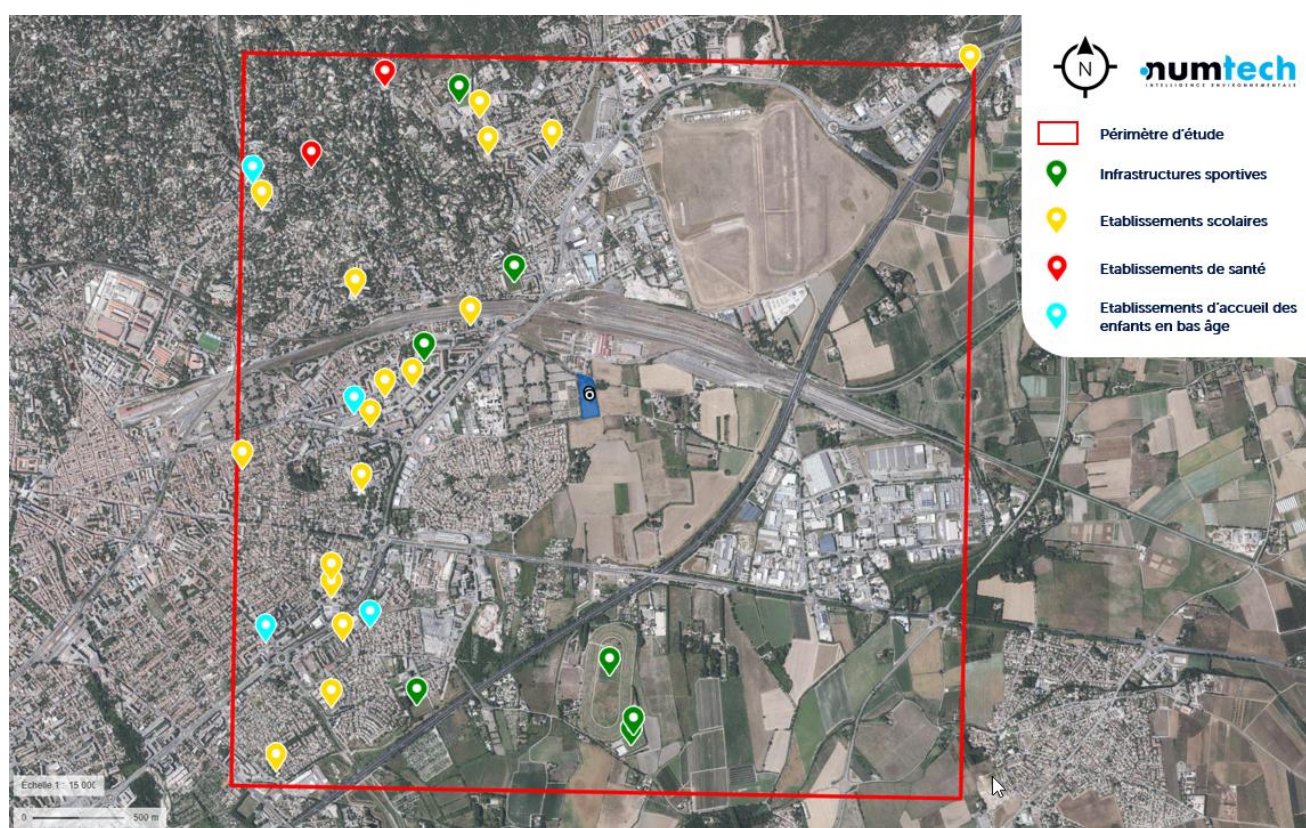 N
numtech
INTELLIGENCE ENVIRONNEMENTALE
Périmètre d'étude
Infrastructures sportives
Etablissements scolaires
Etablissements de santé
Etablissements d'accueil des
enfants en bas âge
Echelle 1 : 15 000
0 500 m